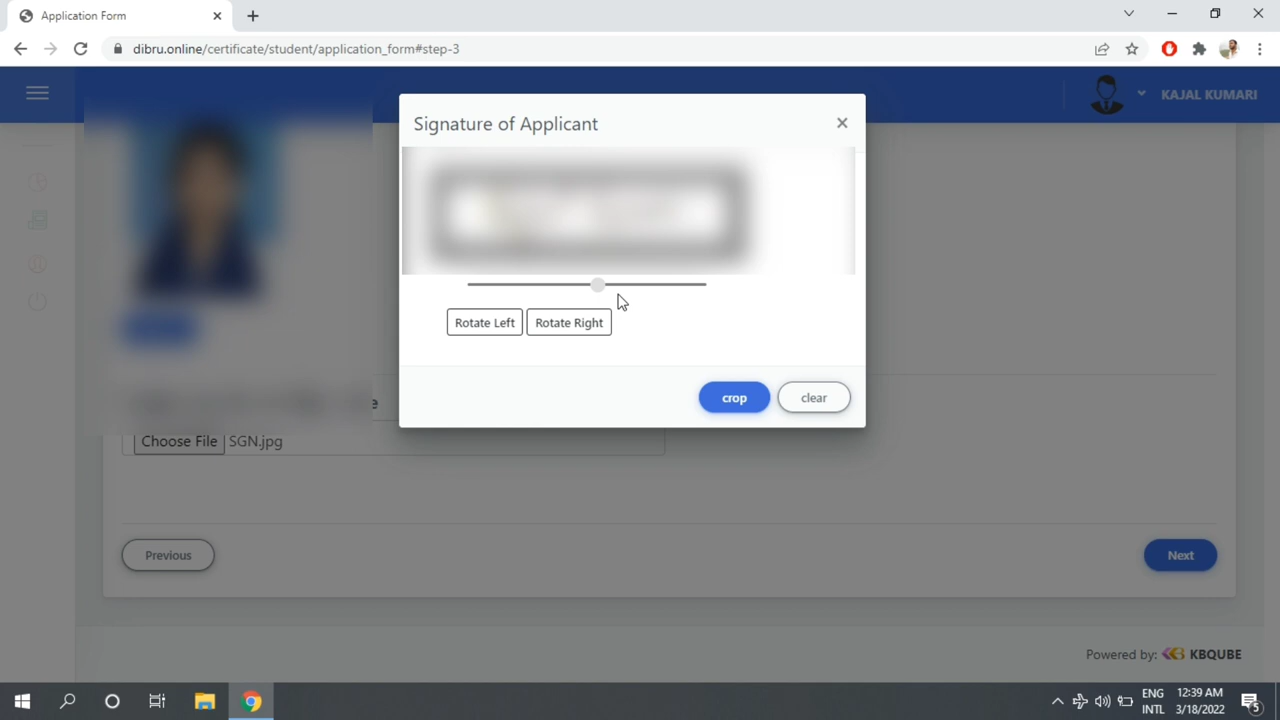 Application Form
dibru.online/certificate/student/application_form#step-3
KAJAL KUMARI
Signature of Applicant
Rotate Left
Rotate Right
crop
clear
Choose File
SGN.jpg
Previous
Next
Powered by: KBQUBE
ENG
INTL
12:39 AM
3/18/2022
5